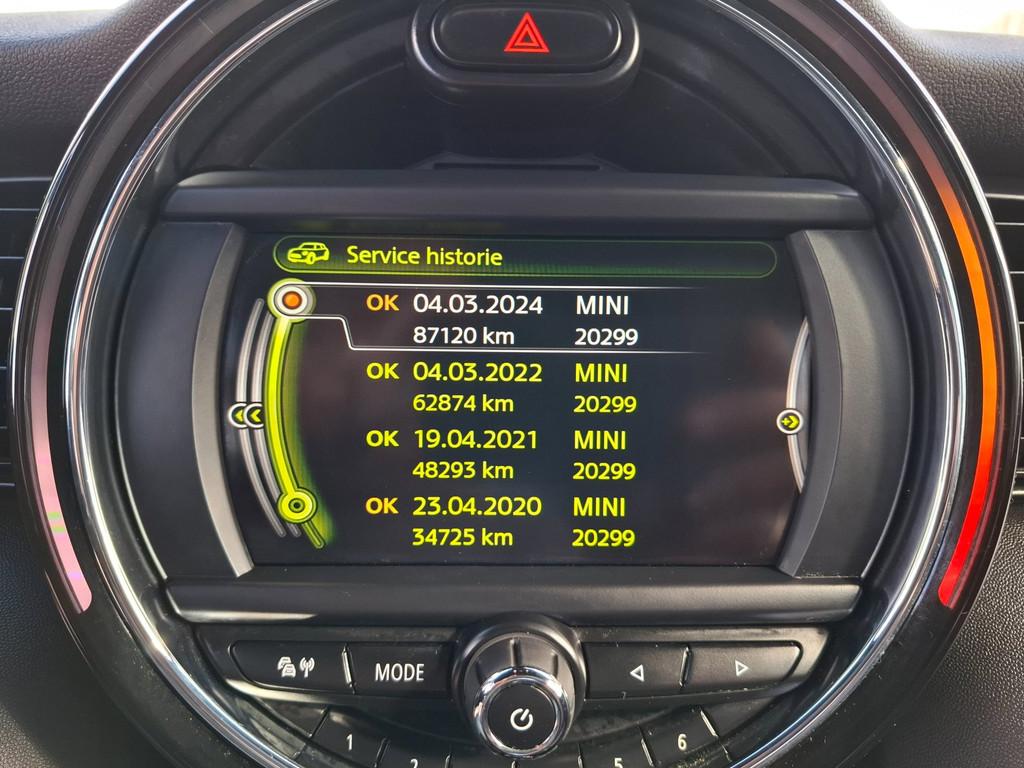 Service historie
OK 04.03.2024 MINI
87120 km 20299
OK 04.03.2022 MINI
62874 km 20299
OK 19.04.2021 MINI
48293 km 20299
OK 23.04.2020 MINI
34725 km 20299
MODE
1
2
5
6